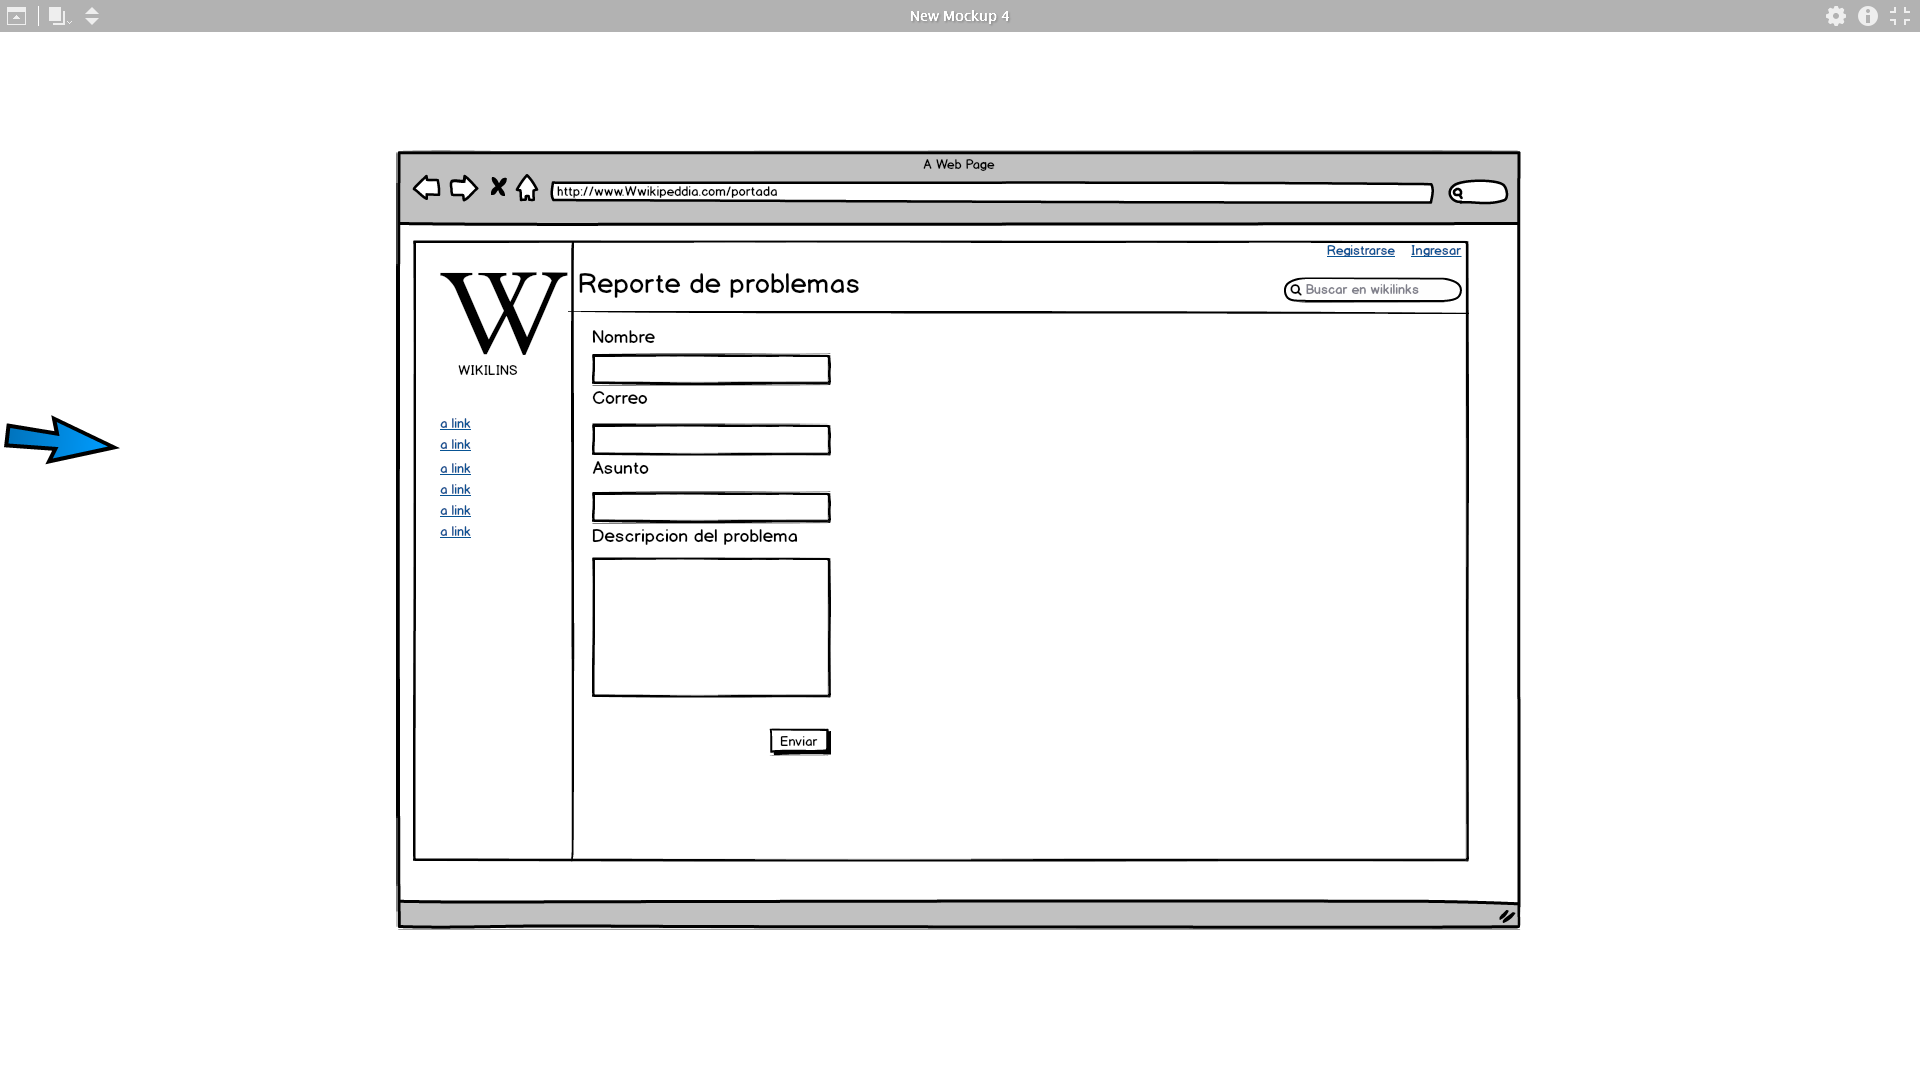 New Mockup 4
A Web Page
http://www.Wwikipeddia.com/portada
Registrarse Ingresar
W
Reporte de problemas
Buscar en wikilinks
WIKILINS
a link
a link
a link
a link
a link
a link
Nombre
Correo
Asunto
Descripcion del problema
Enviar